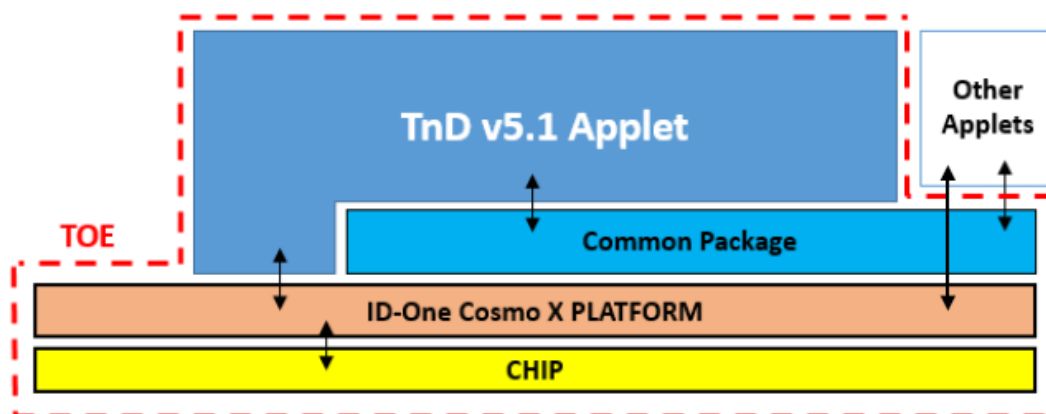 Other
Applets
TnD v5.1 Applet
TOE
Common Package
ID-One Cosmo X PLATFORM
CHIP